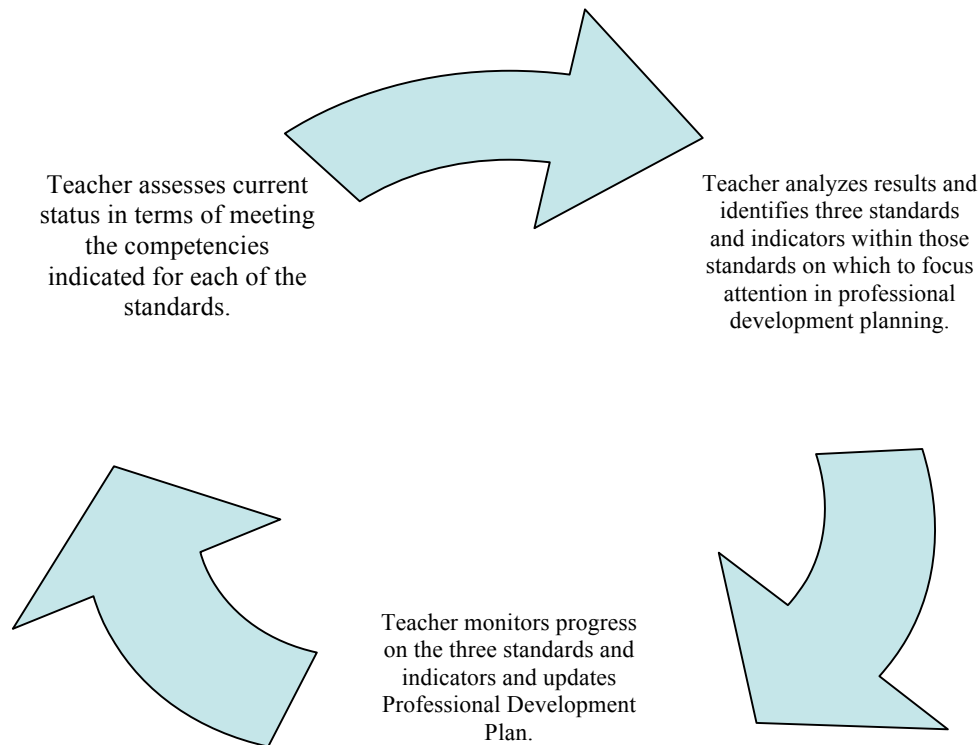 Teacher assesses current
status in terms of meeting
the competencies
indicated for each of the
standards.
Teacher analyzes results and
identifies three standards
and indicators within those
standards on which to focus
attention in professional
development planning.
Teacher monitors progress
on the three standards and
indicators and updates
Professional Development
Plan.